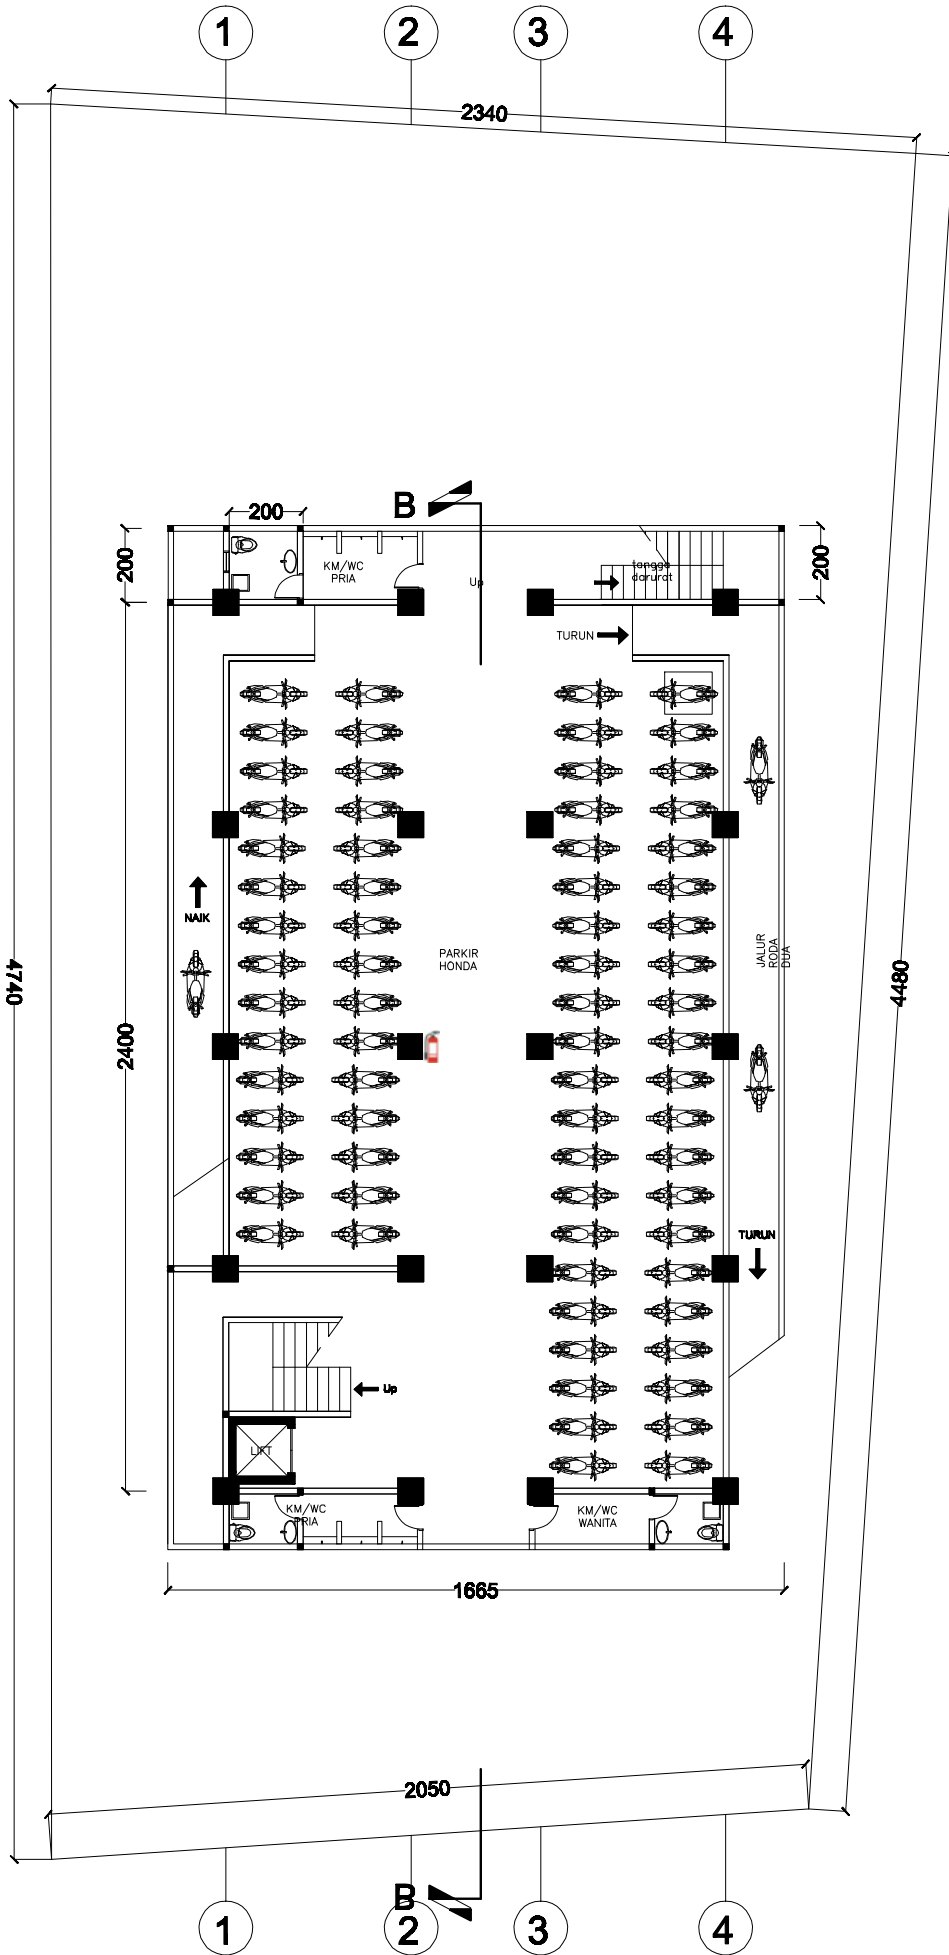 1
2
3
4
2340
B
200
200
200
KM/WC
PRIA
Up
tangga
darurat
TURUN
NAIK
PARKIR
HONDA
JALUR
RODA
DUA
4740
4480
2400
TURUN
Up
LIFT
KM/WC
PRIA
KM/WC
WANITA
1665
2050
B
1
2
3
4